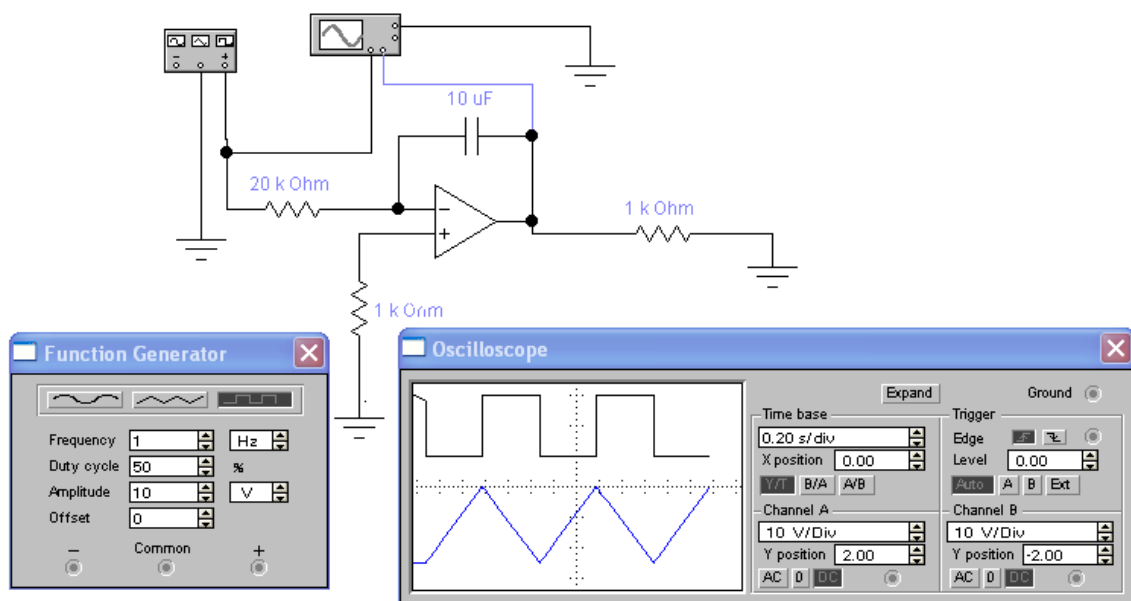 − +
10 uF
20 k Ohm
−
+
1 k Ohm
1 k Ohm
Function Generator
Frequency 1 Hz
Duty cycle 50 %
Amplitude 10 V
Offset 0
− Common +
Oscilloscope
Expand Ground
Time base
0.20 s/div
X position 0.00
Y/T B/A A/B
Trigger
Edge
Level 0.00
Auto A B Ext
Channel A
10 V/Div
Y position 2.00
AC 0 DC
Channel B
10 V/Div
Y position -2.00
AC 0 DC